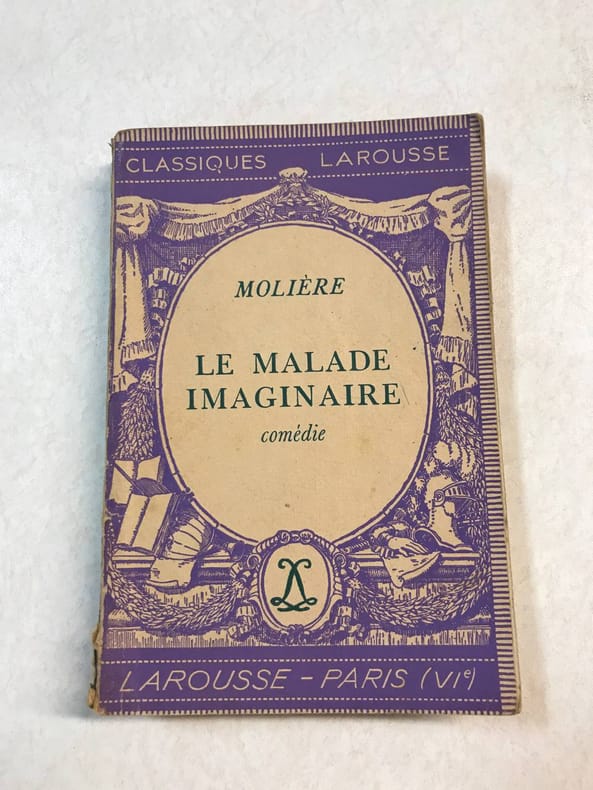 CLASSIQUES LAROUSSE
MOLIÈRE
LE MALADE
IMAGINAIRE
comédie
LAROUSSE – PARIS (VIe)